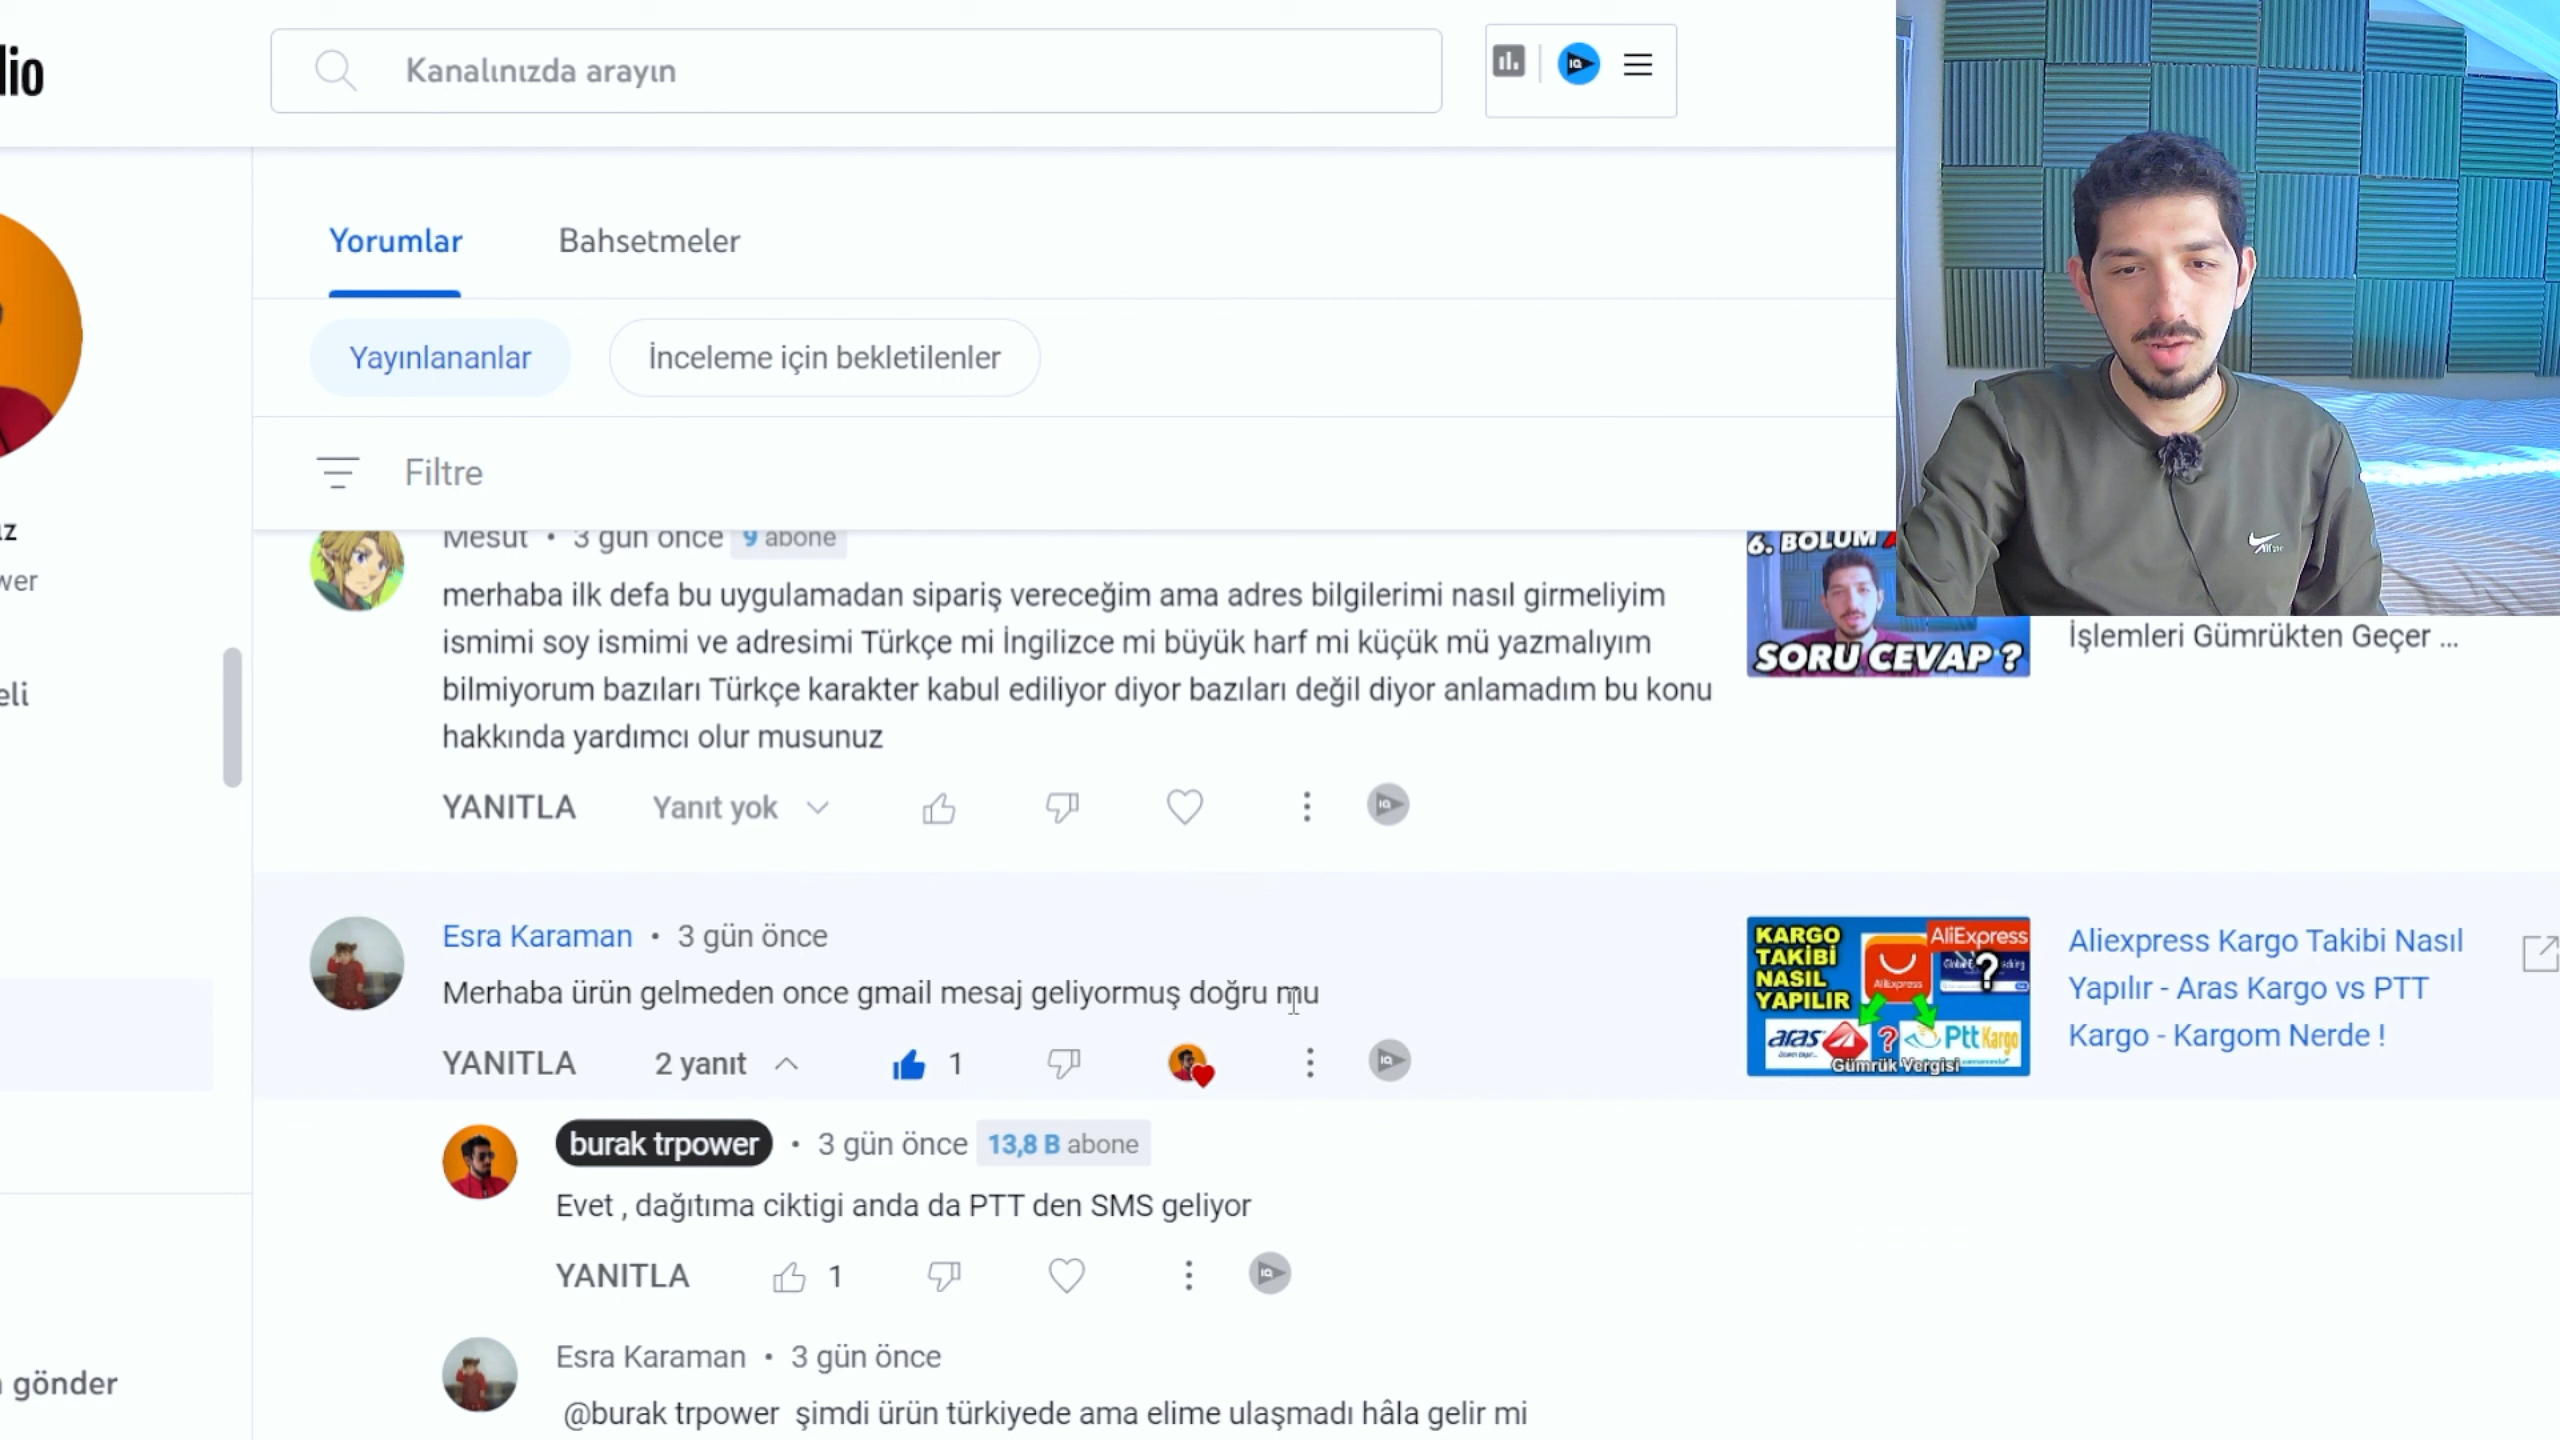 dio
Kanalınızda arayın
Yorumlar
Bahsetmeler
Yayınlananlar
İnceleme için bekletilenler
Filtre
Mesut • 3 gün önce 9 abone
merhaba ilk defa bu uygulamadan sipariş vereceğim ama adres bilgilerimi nasıl girmeliyim
ismimi soy ismimi ve adresimi Türkçe mi İngilizce mi büyük harf mi küçük mü yazmalıyım
bilmiyorum bazıları Türkçe karakter kabul ediliyor diyor bazıları değil diyor anlamadım bu konu
hakkında yardımcı olur musunuz
YANITLA Yanıt yok
6. BÖLÜM
SORU CEVAP ?
İşlemleri Gümrükten Geçer ...
Esra Karaman • 3 gün önce
Merhaba ürün gelmeden once gmail mesaj geliyormuş doğru mu
YANITLA 2 yanıt 1
KARGO
TAKİBİ
NASIL
YAPILIR
AliExpress
AliExpress
?
aras
?
Ptt Kargo
Gümrük Vergisi
Aliexpress Kargo Takibi Nasıl
Yapılır - Aras Kargo vs PTT
Kargo - Kargom Nerde !
burak trpower • 3 gün önce 13,8 B abone
Evet , dağıtıma ciktigi anda da PTT den SMS geliyor
YANITLA 1
Esra Karaman • 3 gün önce
@burak trpower şimdi ürün türkiyede ama elime ulaşmadı hâla gelir mi
ız
wer
eli
gönder